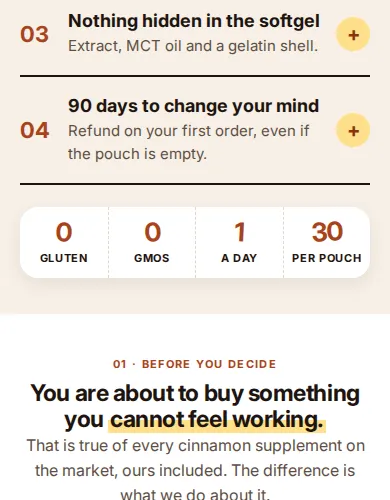 03
Nothing hidden in the softgel
Extract, MCT oil and a gelatin shell.
+
04
90 days to change your mind
Refund on your first order, even if
the pouch is empty.
+
0 0 1 30
GLUTEN GMOS A DAY PER POUCH
01 · BEFORE YOU DECIDE
You are about to buy something
you cannot feel working.
That is true of every cinnamon supplement on
the market, ours included. The difference is
what we do about it.